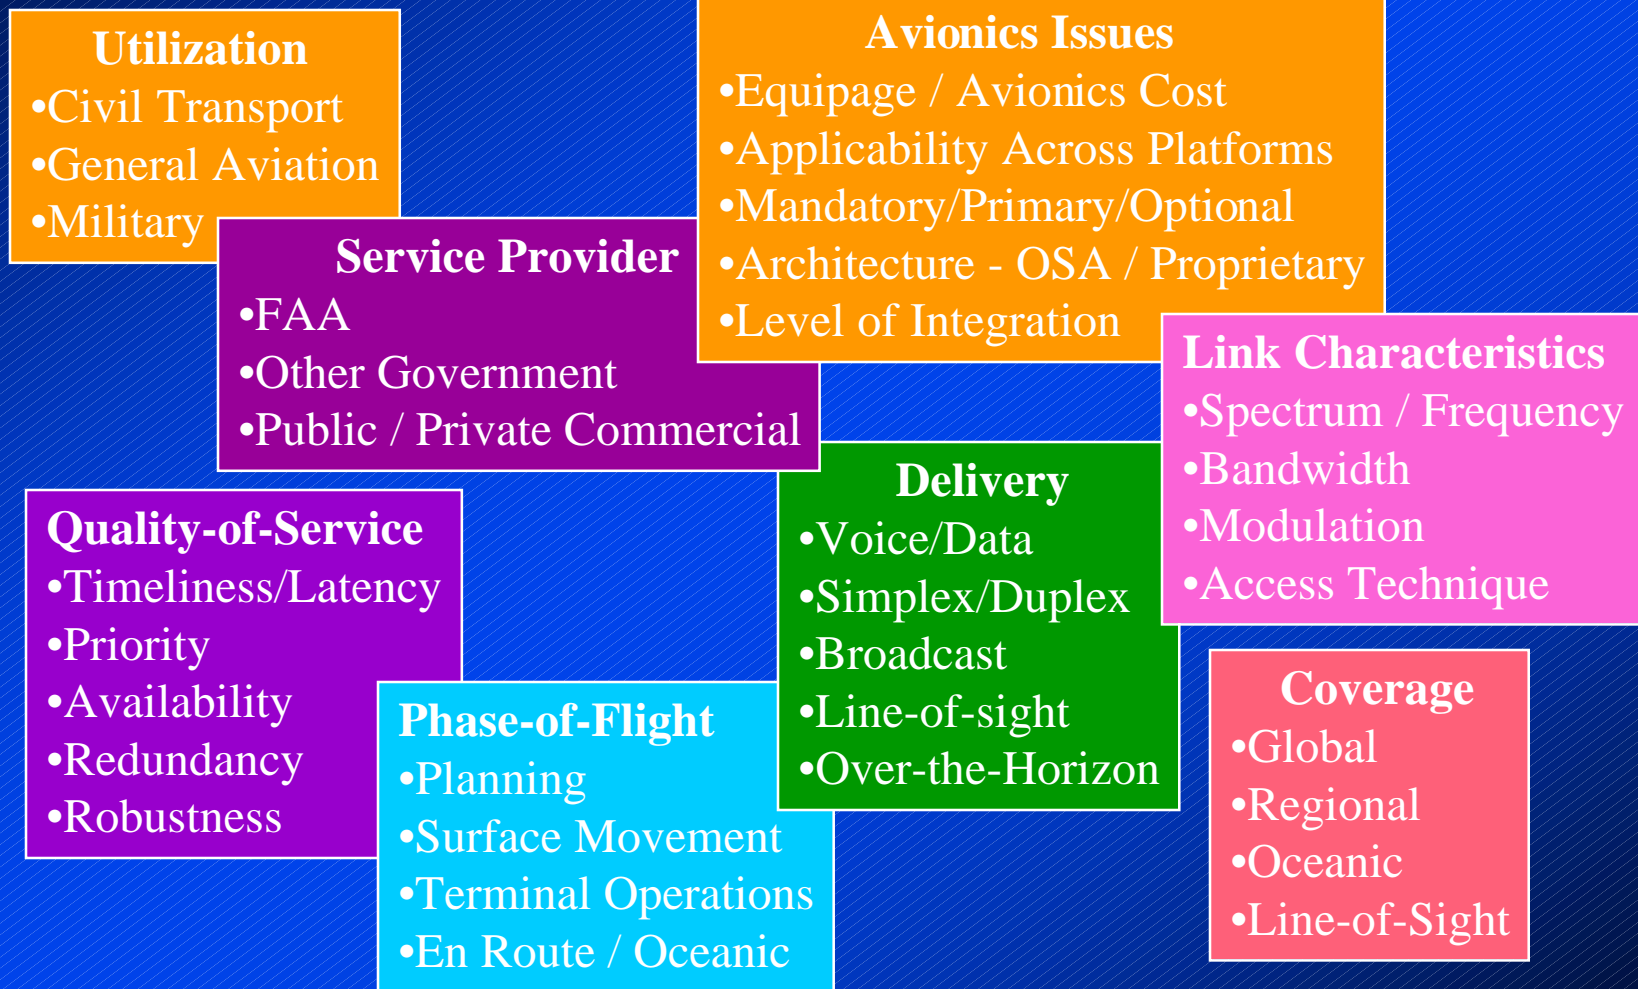 Utilization
•Civil Transport
•General Aviation
•Military
Avionics Issues
•Equipage / Avionics Cost
•Applicability Across Platforms
•Mandatory/Primary/Optional
•Architecture - OSA / Proprietary
•Level of Integration
Service Provider
•FAA
•Other Government
•Public / Private Commercial
Link Characteristics
•Spectrum / Frequency
•Bandwidth
•Modulation
•Access Technique
Quality-of-Service
•Timeliness/Latency
•Priority
•Availability
•Redundancy
•Robustness
Delivery
•Voice/Data
•Simplex/Duplex
•Broadcast
•Line-of-sight
•Over-the-Horizon
Phase-of-Flight
•Planning
•Surface Movement
•Terminal Operations
•En Route / Oceanic
Coverage
•Global
•Regional
•Oceanic
•Line-of-Sight